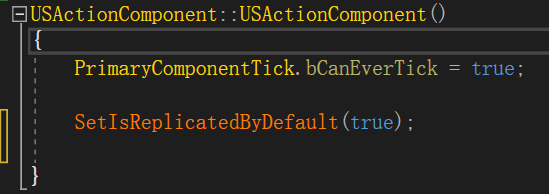 USActionComponent::USActionComponent()
{
PrimaryComponentTick.bCanEverTick = true;
SetIsReplicatedByDefault(true);
}